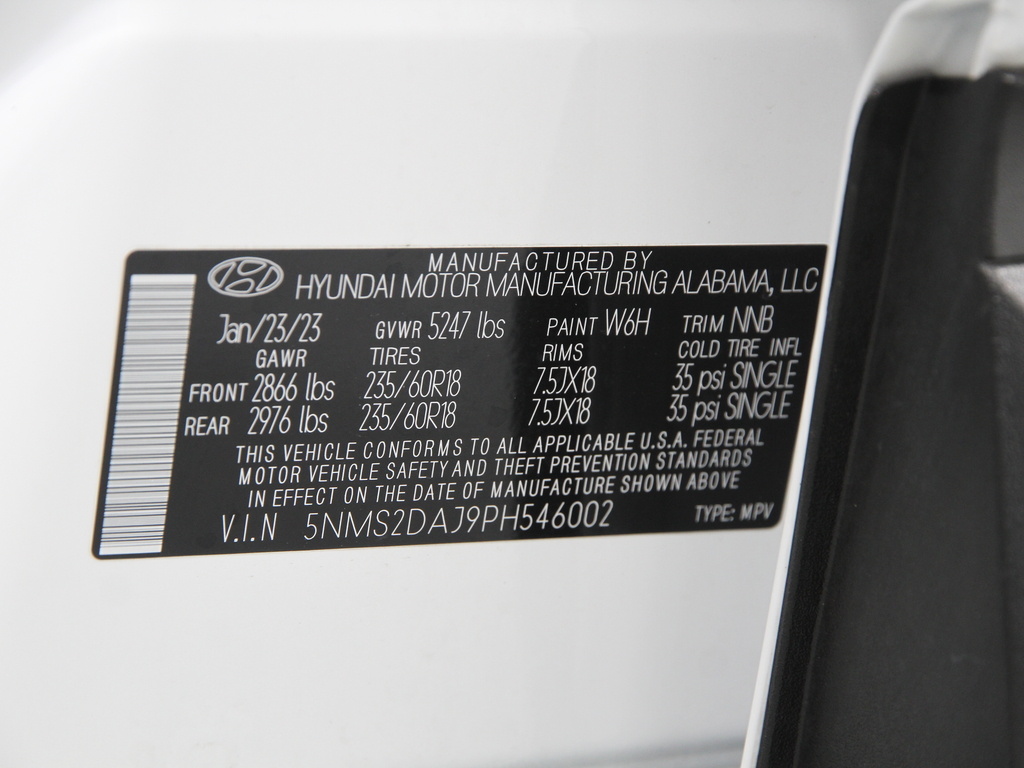 MANUFACTURED BY
HYUNDAI MOTOR MANUFACTURING ALABAMA, LLC
Jan/23/23 GVWR 5247 lbs PAINT W6H TRIM NNB
GAWR TIRES RIMS COLD TIRE INFL
FRONT 2866 lbs 235/60R18 7.5JX18 35 psi SINGLE
REAR 2976 lbs 235/60R18 7.5JX18 35 psi SINGLE
THIS VEHICLE CONFORMS TO ALL APPLICABLE U.S.A. FEDERAL
MOTOR VEHICLE SAFETY AND THEFT PREVENTION STANDARDS
IN EFFECT ON THE DATE OF MANUFACTURE SHOWN ABOVE
V.I.N 5NMS2DAJ9PH546002 TYPE: MPV